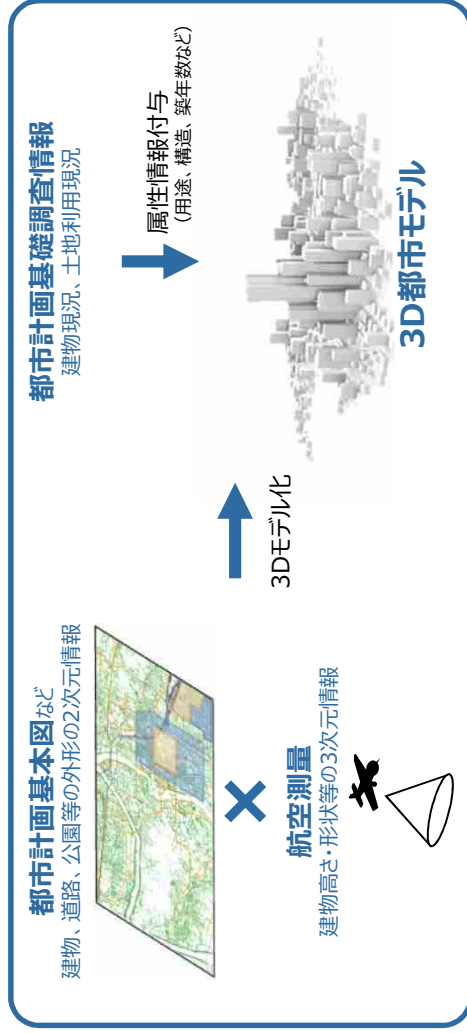 都市計画基本図など
建物、道路、公園等の外形の2次元情報
航空測量
建物高さ・形状等の3次元情報
3Dモデル化
都市計画基礎調査情報
建物現況、土地利用現況
属性情報付与
(用途、構造、築年数など)
3D都市モデル